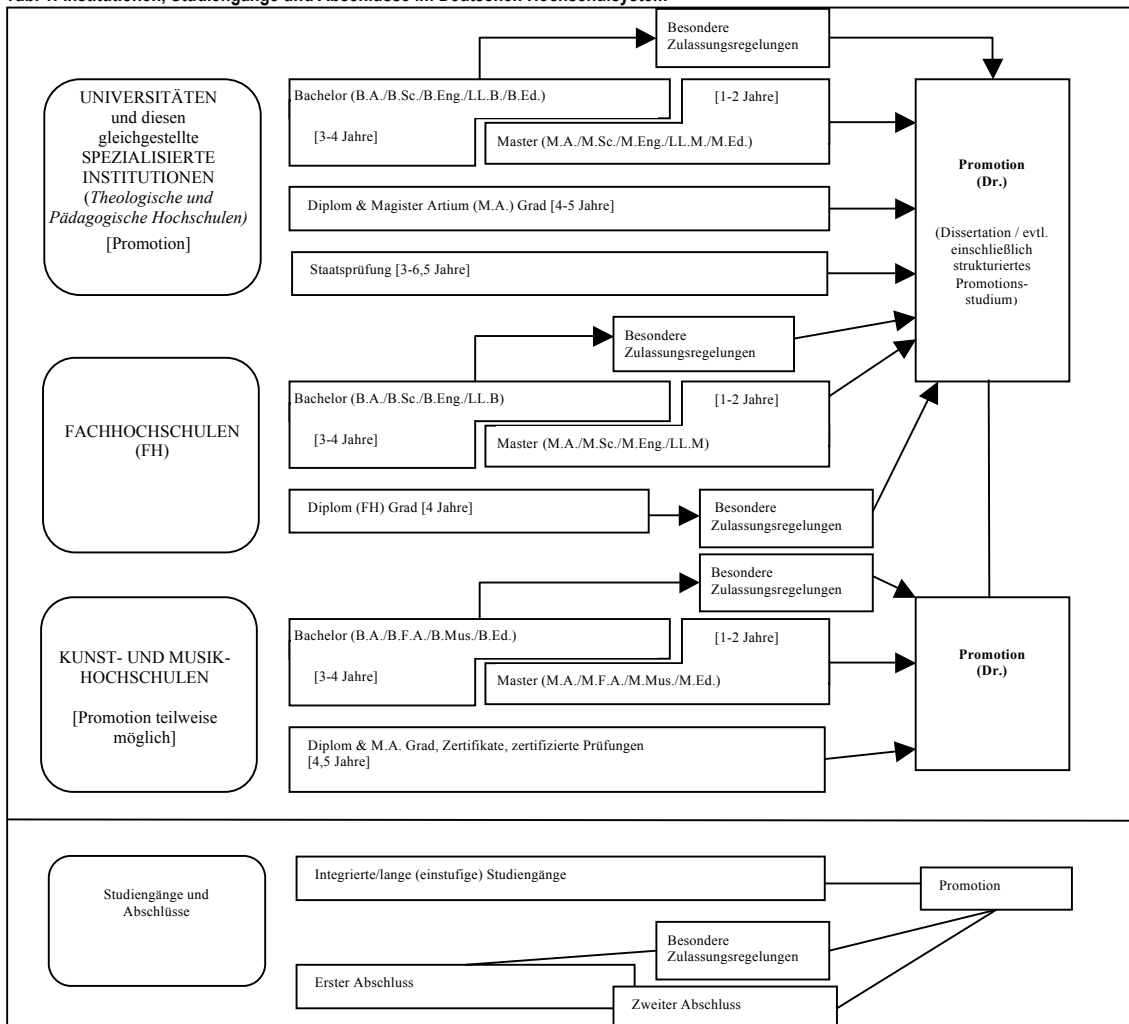 Tab. 1: Institutionen, Studiengänge und Abschlüsse im Deutschen Hochschulsystem
Besondere
Zulassungsregelungen
UNIVERSITÄTEN
und diesen
gleichgestellte
SPEZIALISIERTE
INSTITUTIONEN
(Theologische und
Pädagogische Hochschulen)
[Promotion]
Bachelor (B.A./B.Sc./B.Eng./LL.B./B.Ed.)
[3-4 Jahre]
[1-2 Jahre]
Master (M.A./M.Sc./M.Eng./LL.M./M.Ed.)
Diplom & Magister Artium (M.A.) Grad [4-5 Jahre]
Staatsprüfung [3-6,5 Jahre]
Promotion
(Dr.)
(Dissertation / evtl.
einschließlich
strukturiertes
Promotions-
studium)
Besondere
Zulassungsregelungen
FACHHOCHSCHULEN
(FH)
Bachelor (B.A./B.Sc./B.Eng./LL.B)
[3-4 Jahre]
[1-2 Jahre]
Master (M.A./M.Sc./M.Eng./LL.M)
Diplom (FH) Grad [4 Jahre]
Besondere
Zulassungsregelungen
Besondere
Zulassungsregelungen
KUNST- UND MUSIK-
HOCHSCHULEN
[Promotion teilweise
möglich]
Bachelor (B.A./B.F.A./B.Mus./B.Ed.)
[3-4 Jahre]
[1-2 Jahre]
Master (M.A./M.F.A./M.Mus./M.Ed.)
Diplom & M.A. Grad, Zertifikate, zertifizierte Prüfungen
[4,5 Jahre]
Promotion
(Dr.)
Studiengänge und
Abschlüsse
Integrierte/lange (einstufige) Studiengänge
Promotion
Besondere
Zulassungsregelungen
Erster Abschluss
Zweiter Abschluss